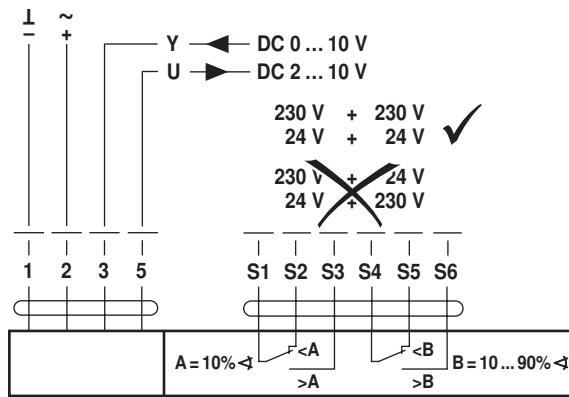 ⊥ ~
– +
Y DC 0 ... 10 V
U DC 2 ... 10 V
230 V + 230 V
24 V + 24 V
230 V + 24 V
24 V + 230 V
1 2 3 5 S1 S2 S3 S4 S5 S6
A = 10% ∢ <A <B B = 10 ... 90% ∢
>A >B